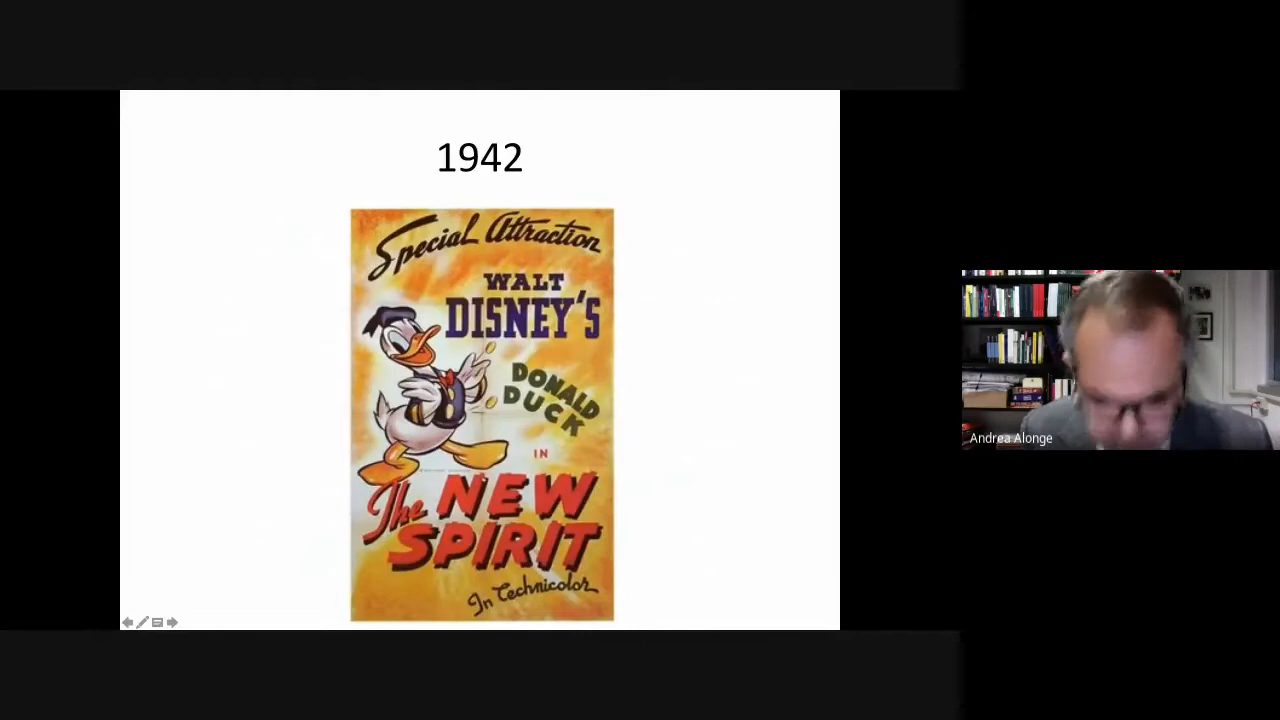 1942
Special Attraction
WALT
DISNEY'S
DONALD
DUCK
IN
The NEW
SPIRIT
In Technicolor
Andrea Alonge